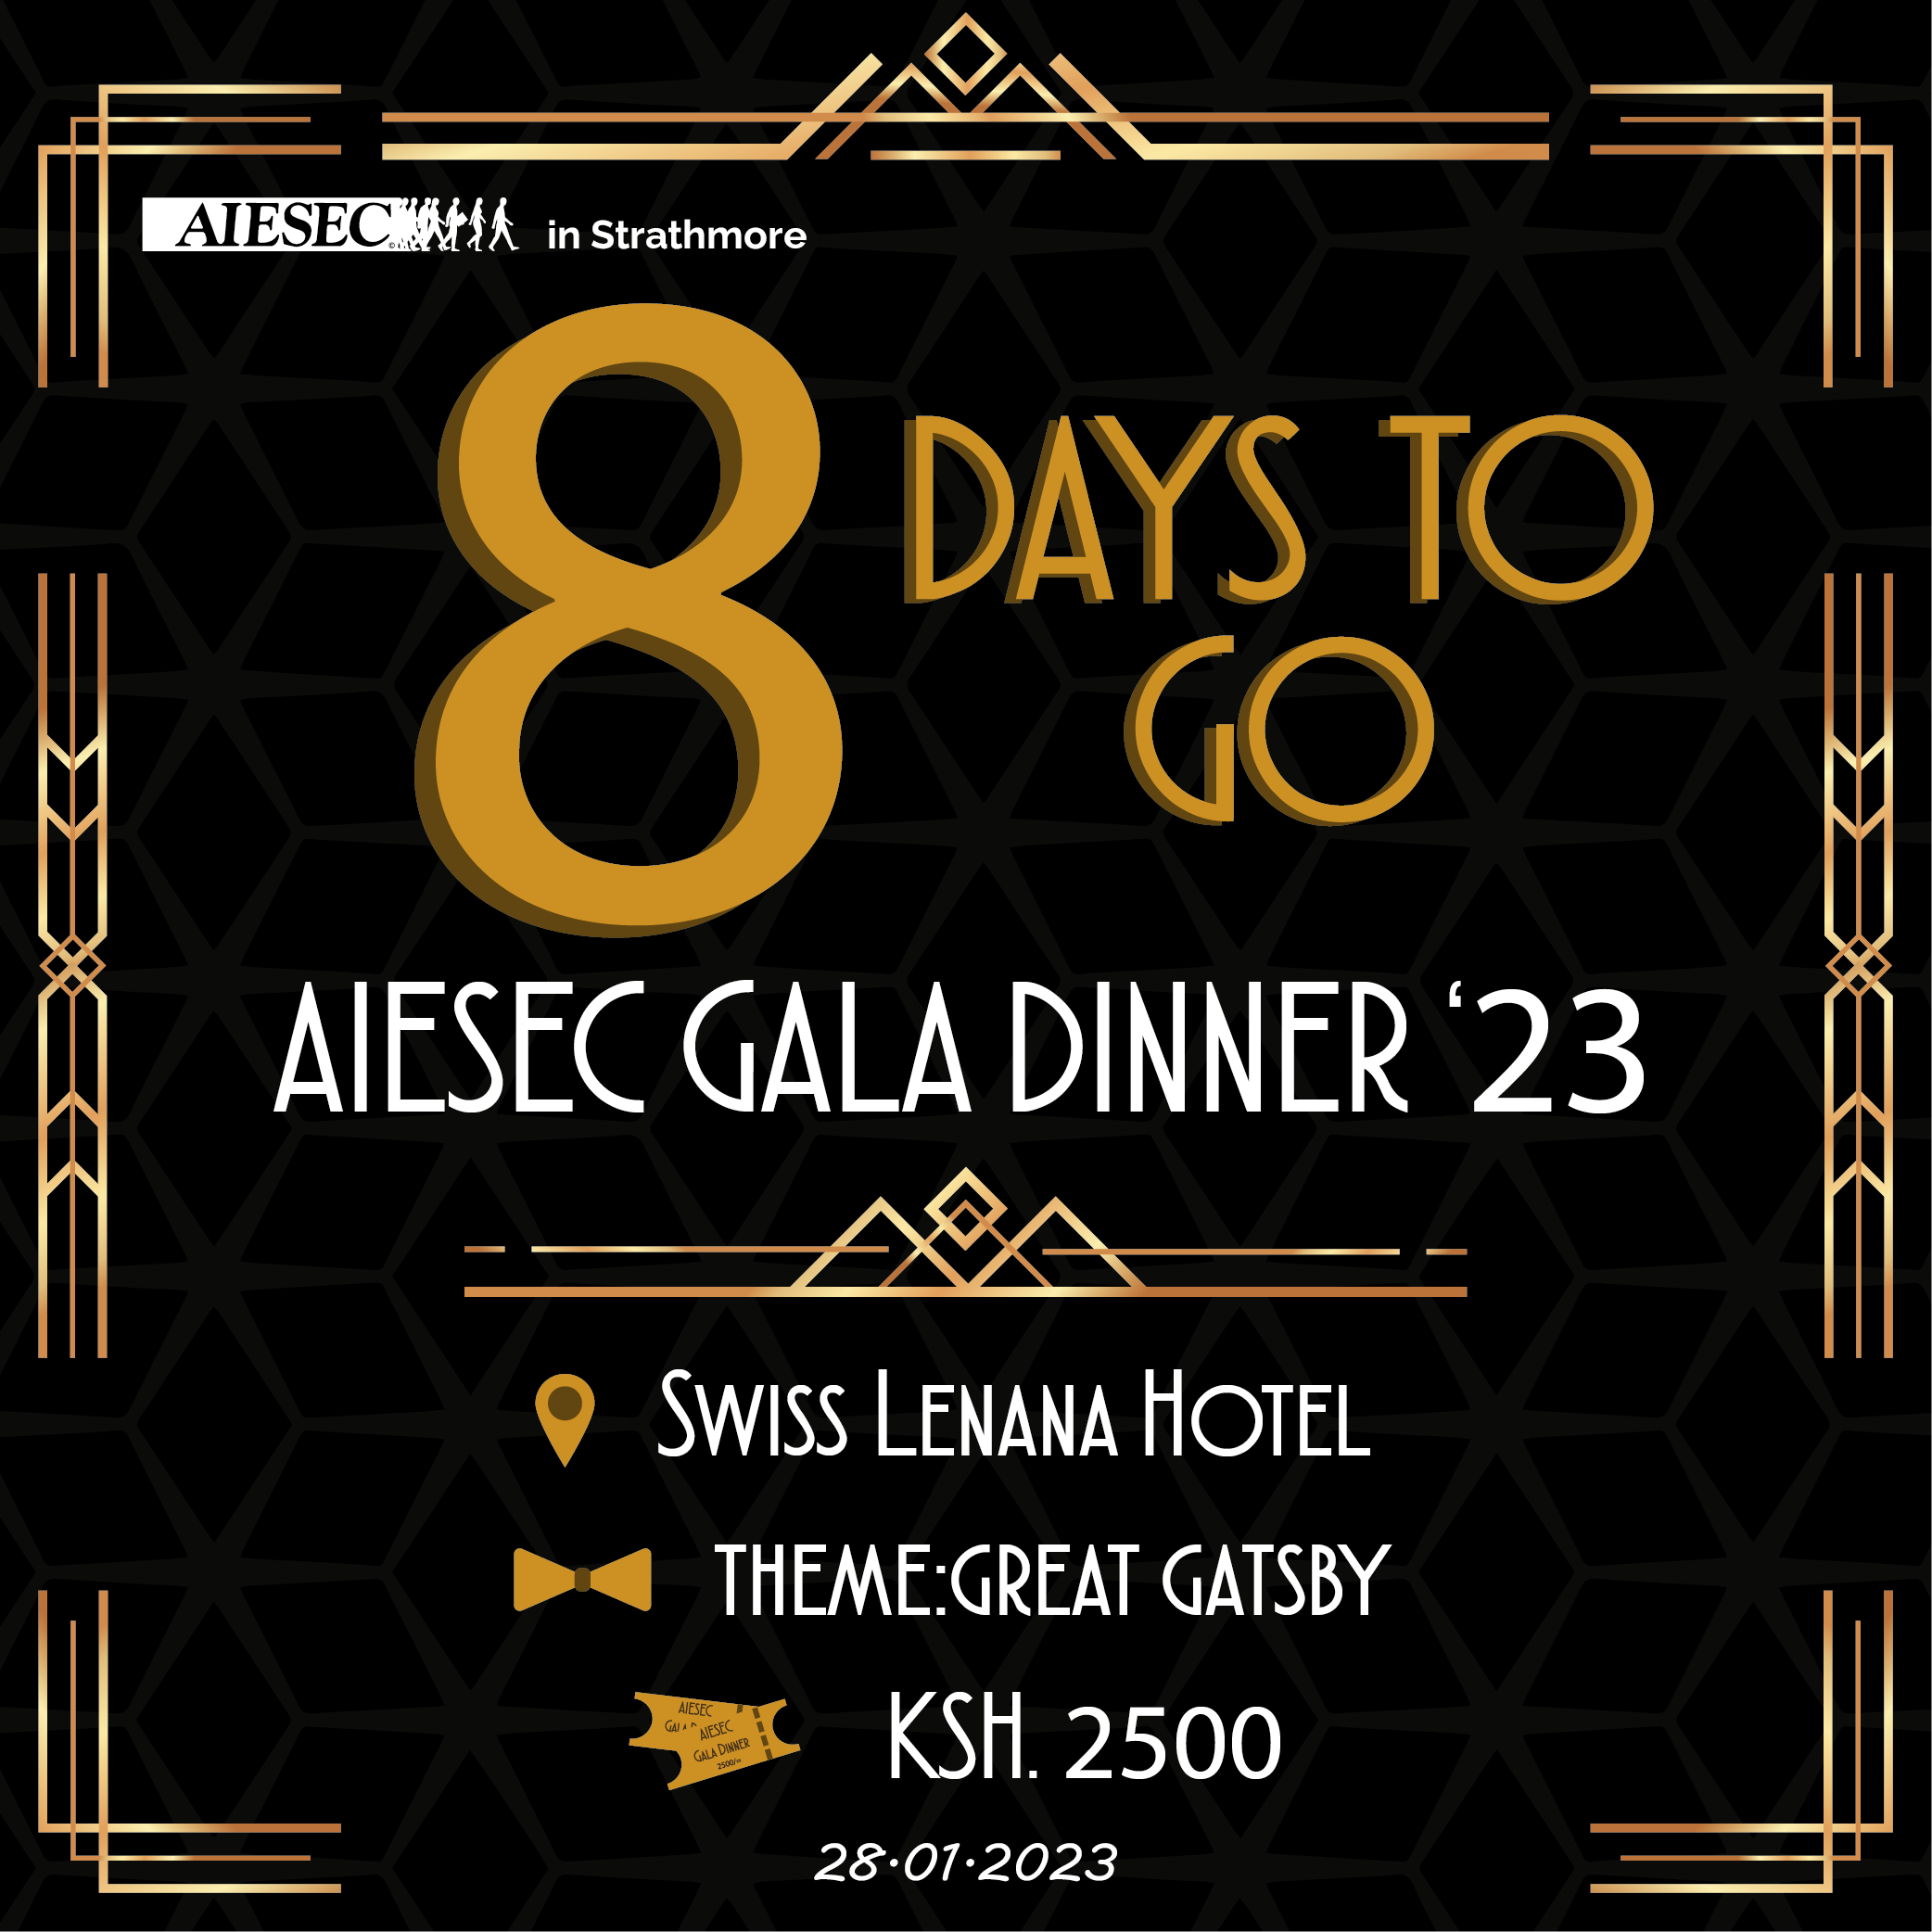 AIESEC in Strathmore
8 DAYS TO
GO
AIESEC GALA DINNER ‘23
SWISS LENANA HOTEL
THEME:GREAT GATSBY
AIESEC
GALA
AIESEC
GALA DINNER
2500/=
KSH. 2500
28·01·2023